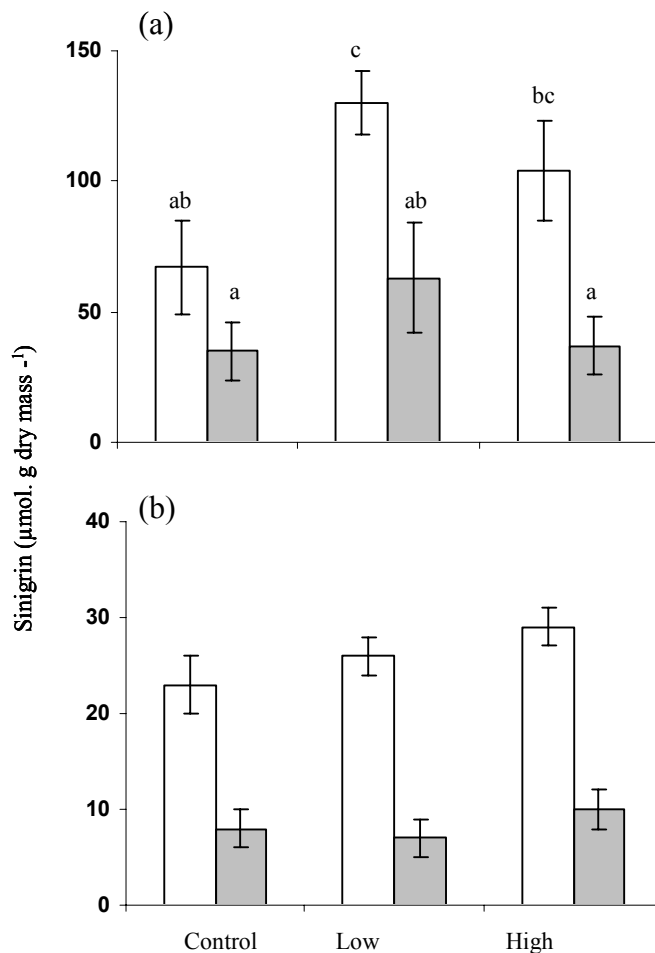 (a)
150
100
50
0
ab
a
c
ab
bc
a
Sinigrin (µmol. g dry mass -¹)
(b)
40
30
20
10
0
Control Low High